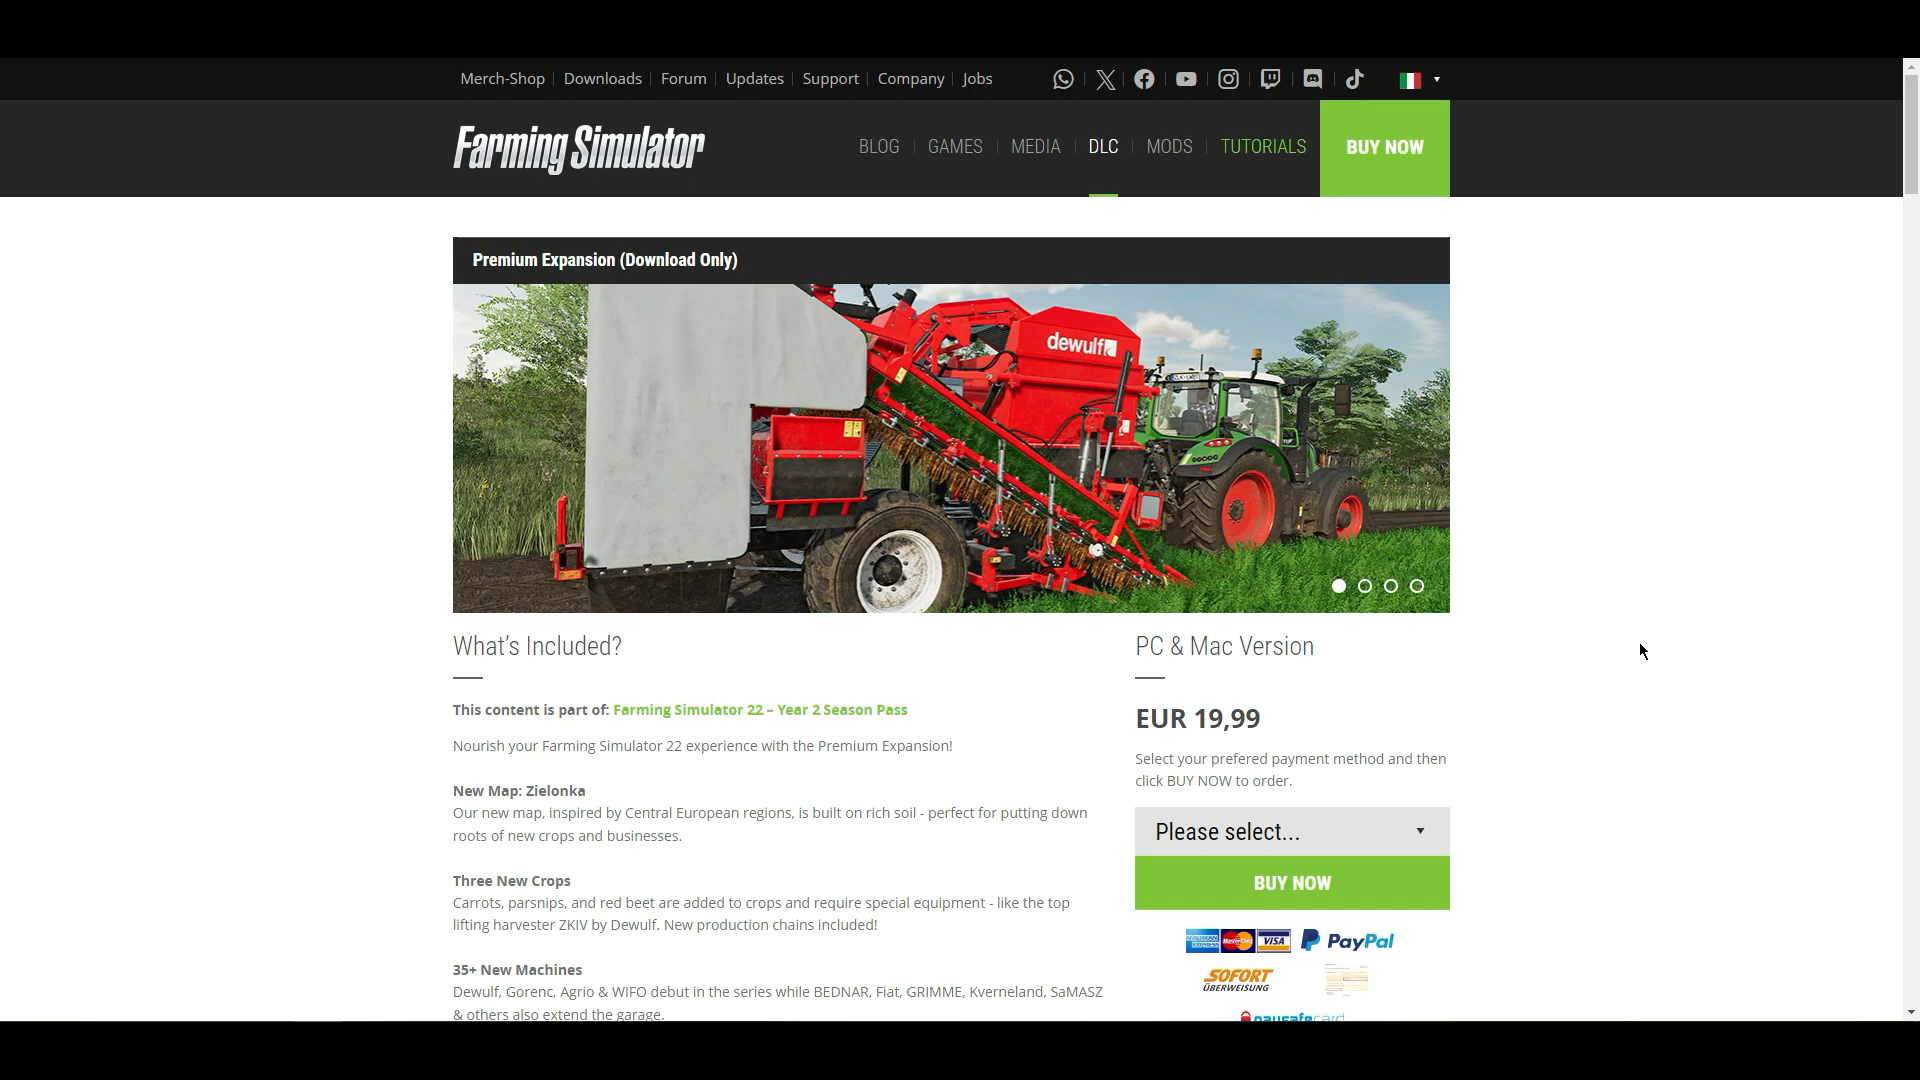 Merch-Shop Downloads Forum Updates Support Company Jobs
Farming Simulator
BLOG GAMES MEDIA DLC MODS TUTORIALS BUY NOW
Premium Expansion (Download Only)
dewulf
What's Included?
This content is part of: Farming Simulator 22 – Year 2 Season Pass
Nourish your Farming Simulator 22 experience with the Premium Expansion!
New Map: Zielonka
Our new map, inspired by Central European regions, is built on rich soil - perfect for putting down
roots of new crops and businesses.
Three New Crops
Carrots, parsnips, and red beet are added to crops and require special equipment - like the top
lifting harvester ZKIV by Dewulf. New production chains included!
35+ New Machines
Dewulf, Gorenc, Agrio & WIFO debut in the series while BEDNAR, Fiat, GRIMME, Kverneland, SaMASZ
& others also extend the garage.
PC & Mac Version
EUR 19,99
Select your prefered payment method and then
click BUY NOW to order.
Please select...
BUY NOW
AMERICAN EXPRESS MasterCard VISA PayPal
SOFORT
ÜBERWEISUNG
paysafecard